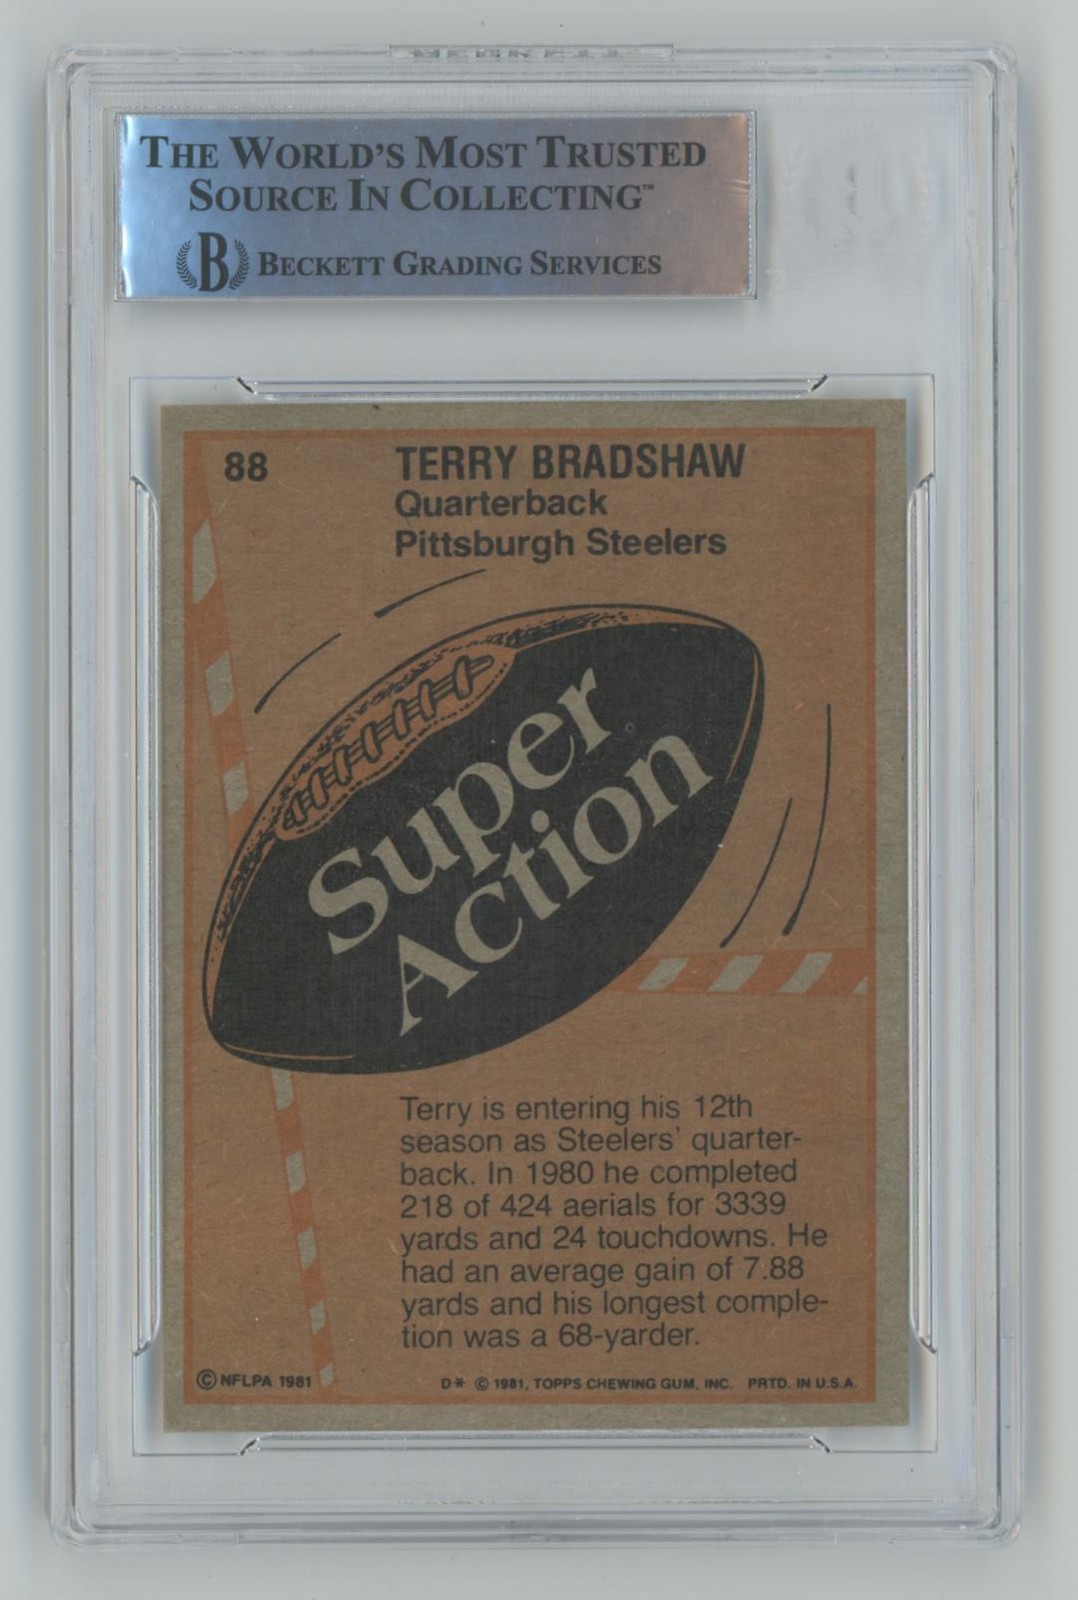 THE WORLD'S MOST TRUSTED
SOURCE IN COLLECTING™
B BECKETT GRADING SERVICES
88
TERRY BRADSHAW
Quarterback
Pittsburgh Steelers
Super
Action
Terry is entering his 12th
season as Steelers' quarter-
back. In 1980 he completed
218 of 424 aerials for 3339
yards and 24 touchdowns. He
had an average gain of 7.88
yards and his longest comple-
tion was a 68-yarder.
© NFLPA 1981
D* © 1981, TOPPS CHEWING GUM, INC. PRTD. IN U.S.A.